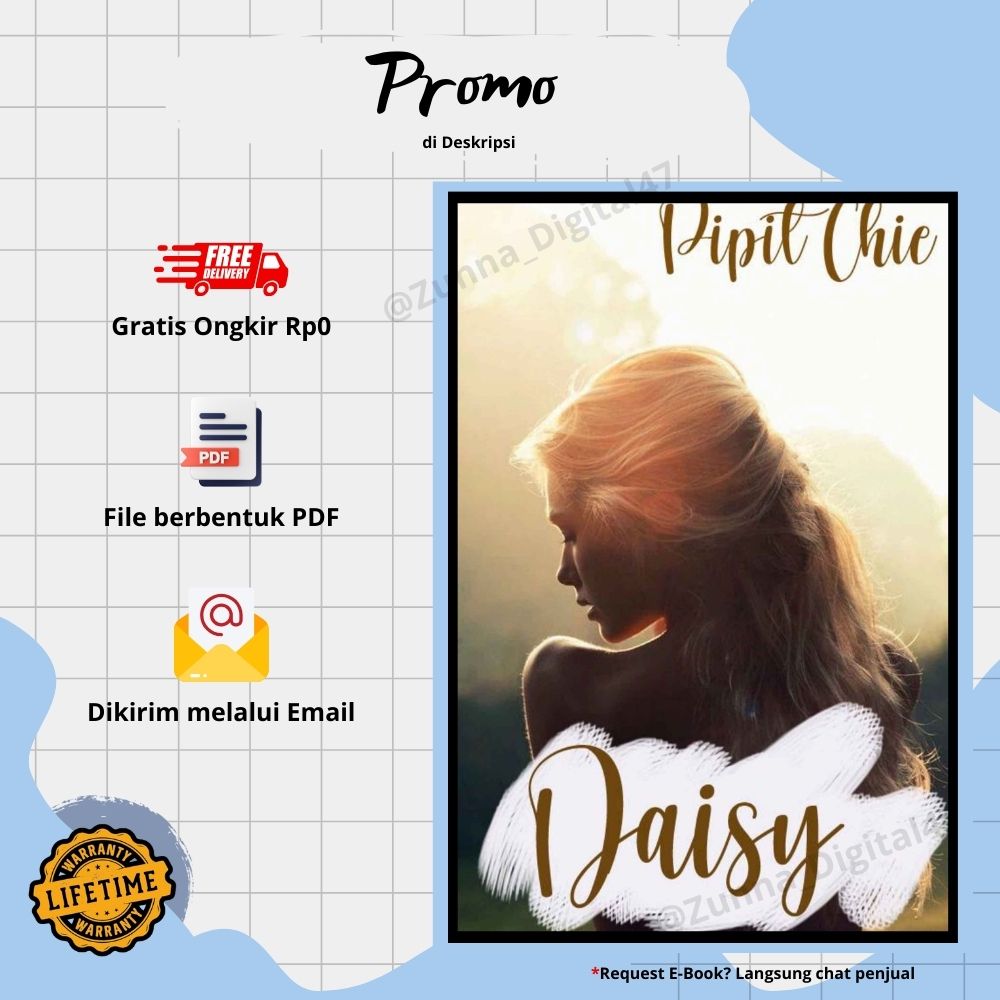 Promo
di Deskripsi
@Zunna_Digital47
Pipit Chie
FREE
DELIVERY
Gratis Ongkir Rp0
PDF
File berbentuk PDF
@
Dikirim melalui Email
Daisy
@Zunna_Digital4
WARRANTY
LIFETIME
WARRANTY
*Request E-Book? Langsung chat penjual